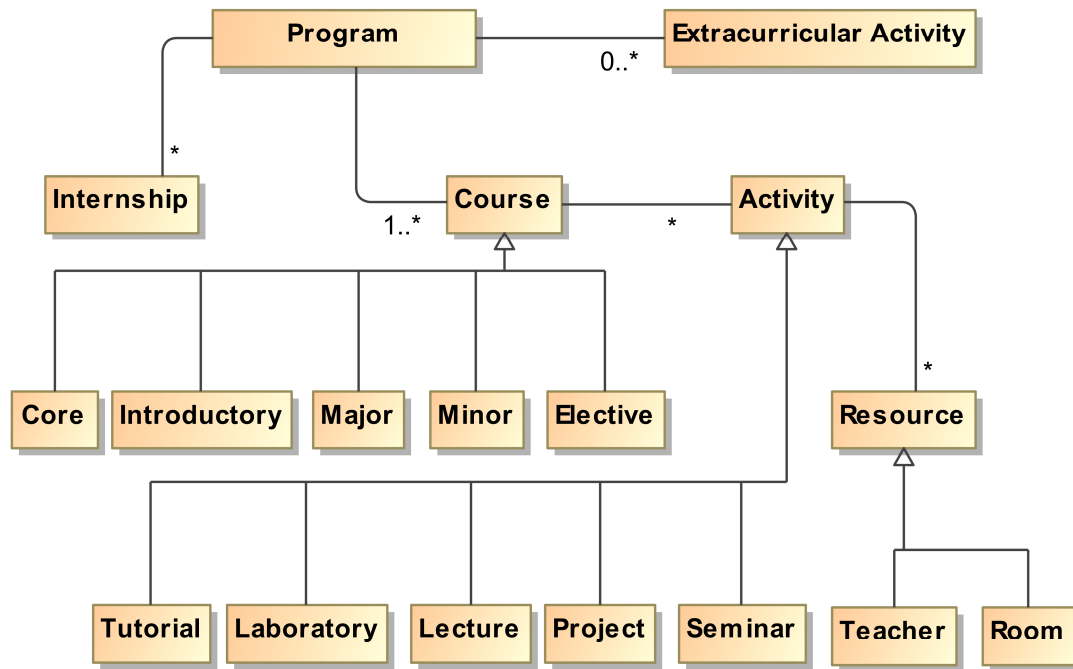 Program
Extracurricular Activity
0..*
*
Internship
Course
Activity
1..*
*
*
Core
Introductory
Major
Minor
Elective
Resource
Tutorial
Laboratory
Lecture
Project
Seminar
Teacher
Room